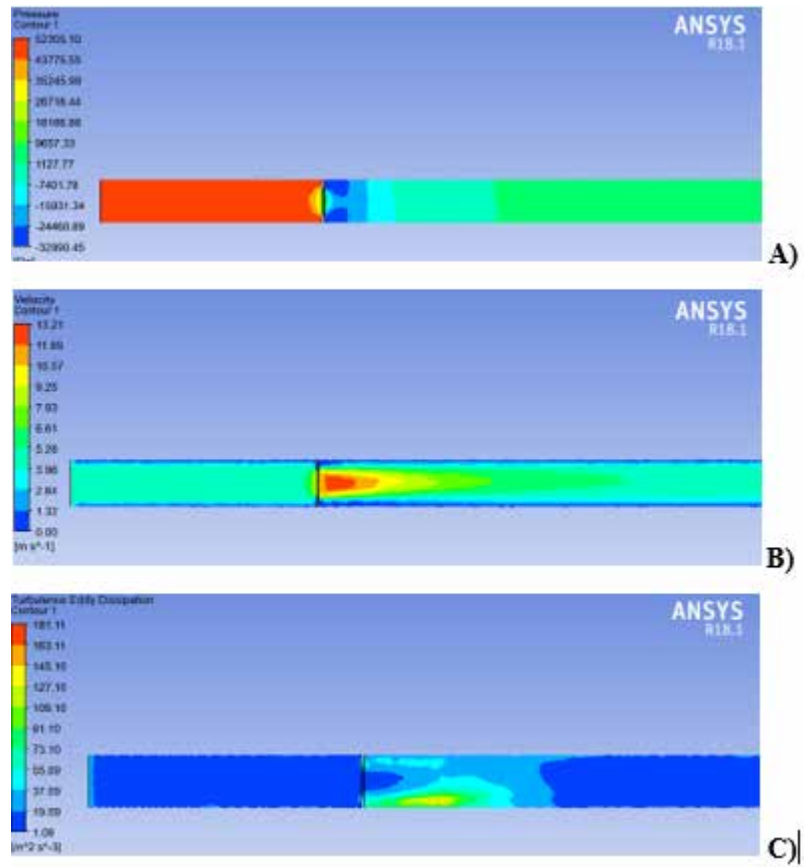 Pressure
Contour 1
ANSYS
R18.1
52305.10
43775.55
35245.99
26716.44
18186.88
9657.33
1127.77
-7401.78
-15931.34
-24460.89
-32990.45
A)
Velocity
Contour 1
ANSYS
R18.1
13.21
11.89
10.57
9.25
7.93
6.61
5.28
3.96
2.64
1.32
0.00
[m s^-1]
B)
Turbulence Eddy Dissipation
Contour 1
ANSYS
R18.1
181.11
163.11
145.10
127.10
109.10
91.10
73.10
55.09
37.09
19.09
1.09
[m^2 s^-3]
C)